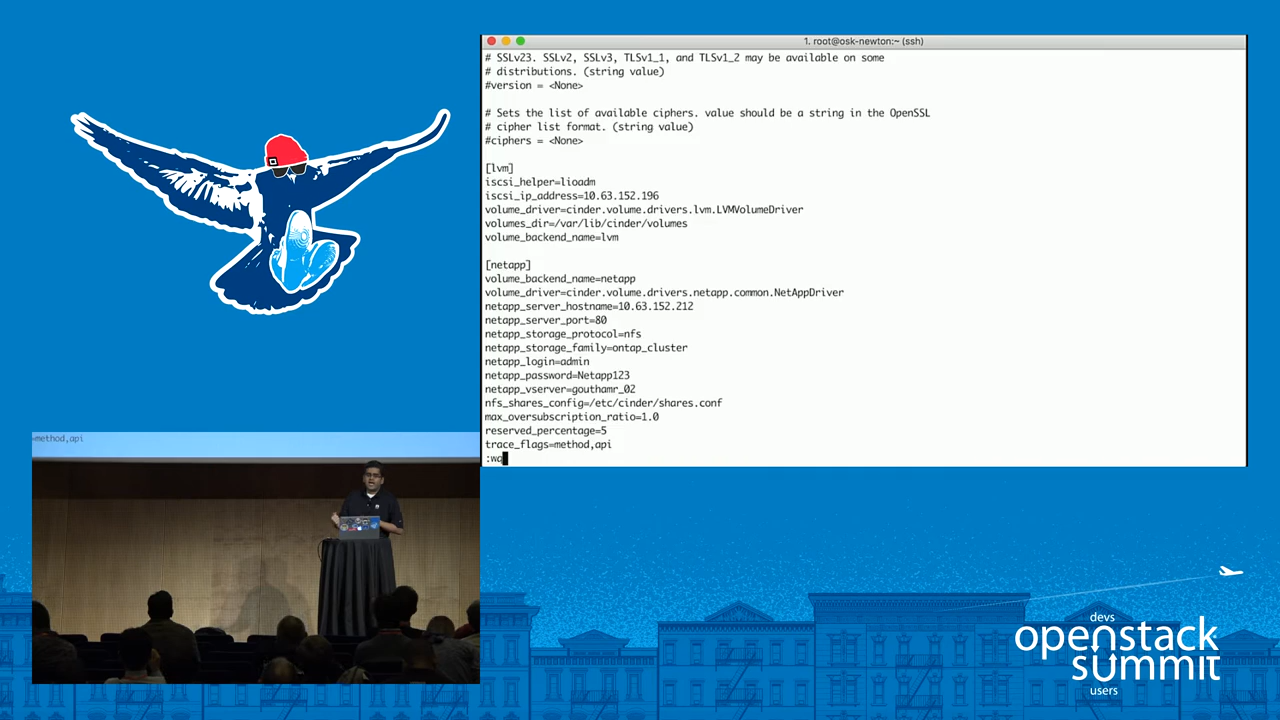 1. root@osk-newton:~ (ssh)
# SSLv23. SSLv2, SSLv3, TLSv1_1, and TLSv1_2 may be available on some
# distributions. (string value)
#version = <None>
# Sets the list of available ciphers. value should be a string in the OpenSSL
# cipher list format. (string value)
#ciphers = <None>
[lvm]
iscsi_helper=lioadm
iscsi_ip_address=10.63.152.196
volume_driver=cinder.volume.drivers.lvm.LVMVolumeDriver
volumes_dir=/var/lib/cinder/volumes
volume_backend_name=lvm
[netapp]
volume_backend_name=netapp
volume_driver=cinder.volume.drivers.netapp.common.NetAppDriver
netapp_server_hostname=10.63.152.212
netapp_server_port=80
netapp_storage_protocol=nfs
netapp_storage_family=ontap_cluster
netapp_login=admin
netapp_password=Netapp123
netapp_vserver=gouthamr_02
nfs_shares_config=/etc/cinder/shares.conf
max_oversubscription_ratio=1.0
reserved_percentage=5
trace_flags=method,api
:wq
=method,api
devs
openstack
summit
users